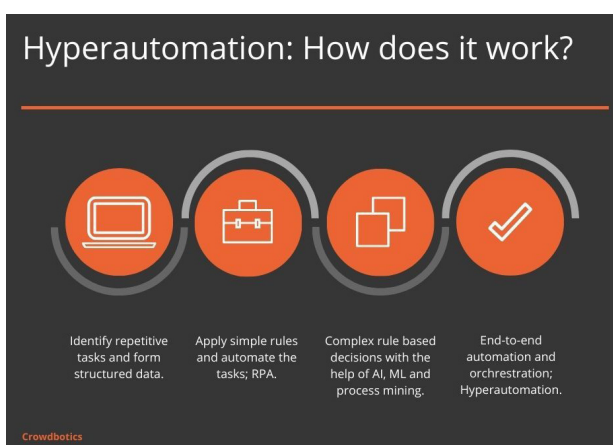 Hyperautomation: How does it work?
Identify repetitive
tasks and form
structured data.
Apply simple rules
and automate the
tasks; RPA.
Complex rule based
decisions with the
help of AI, ML and
process mining.
End-to-end
automation and
orchrestration;
Hyperautomation.
Crowdbotics